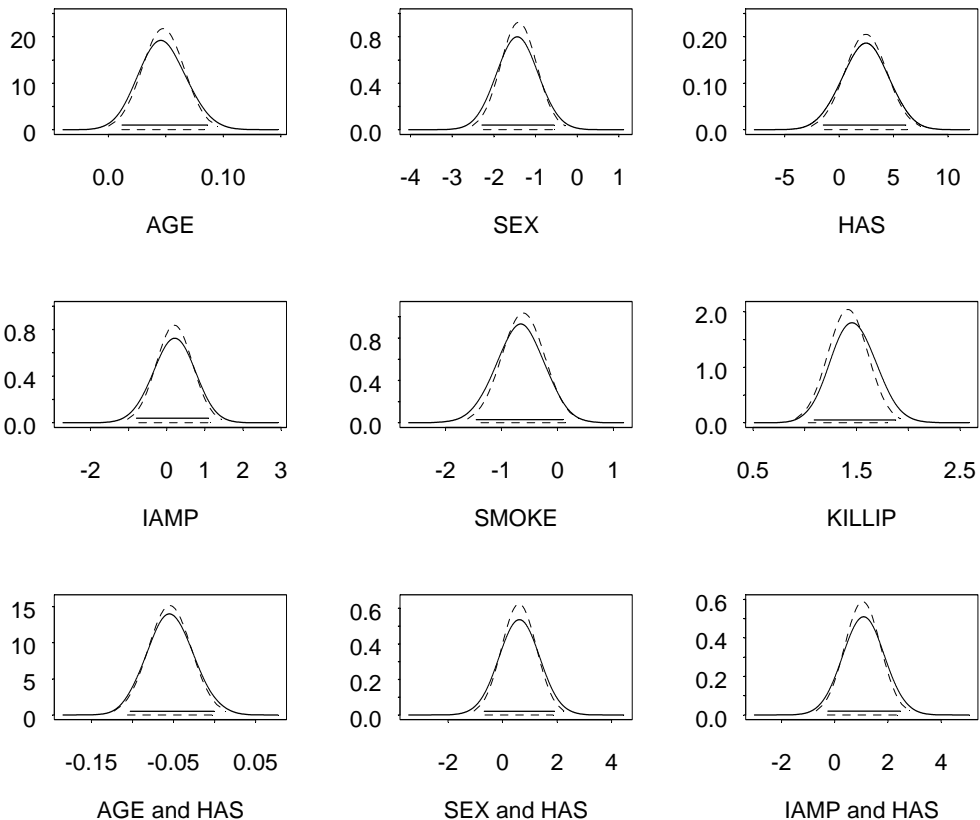 20
10
0
0.0 0.10
AGE
0.8
0.4
0.0
-4 -3 -2 -1 0 1
SEX
0.20
0.10
0.0
-5 0 5 10
HAS
0.8
0.4
0.0
-2 0 1 2 3
IAMP
0.8
0.4
0.0
-2 -1 0 1
SMOKE
2.0
1.0
0.0
0.5 1.5 2.5
KILLIP
15
10
5
0
-0.15 -0.05 0.05
AGE and HAS
0.6
0.4
0.2
0.0
-2 0 2 4
SEX and HAS
0.6
0.4
0.2
0.0
-2 0 2 4
IAMP and HAS